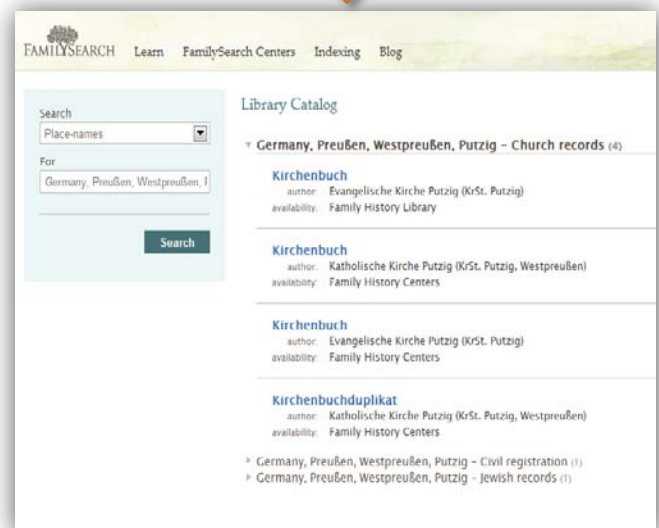 FAMILYSEARCH Learn FamilySearch Centers Indexing Blog
Search
Place-names
For
Germany, Preußen, Westpreußen, P
Search
Library Catalog
Germany, Preußen, Westpreußen, Putzig – Church records (4)
Kirchenbuch
author: Evangelische Kirche Putzig (KrSt. Putzig)
availability: Family History Library
Kirchenbuch
author: Katholische Kirche Putzig (KrSt. Putzig, Westpreußen)
availability: Family History Centers
Kirchenbuch
author: Evangelische Kirche Putzig (KrSt. Putzig)
availability: Family History Centers
Kirchenbuchduplikat
author: Katholische Kirche Putzig (KrSt. Putzig, Westpreußen)
availability: Family History Centers
Germany, Preußen, Westpreußen, Putzig – Civil registration (1)
Germany, Preußen, Westpreußen, Putzig – Jewish records (1)